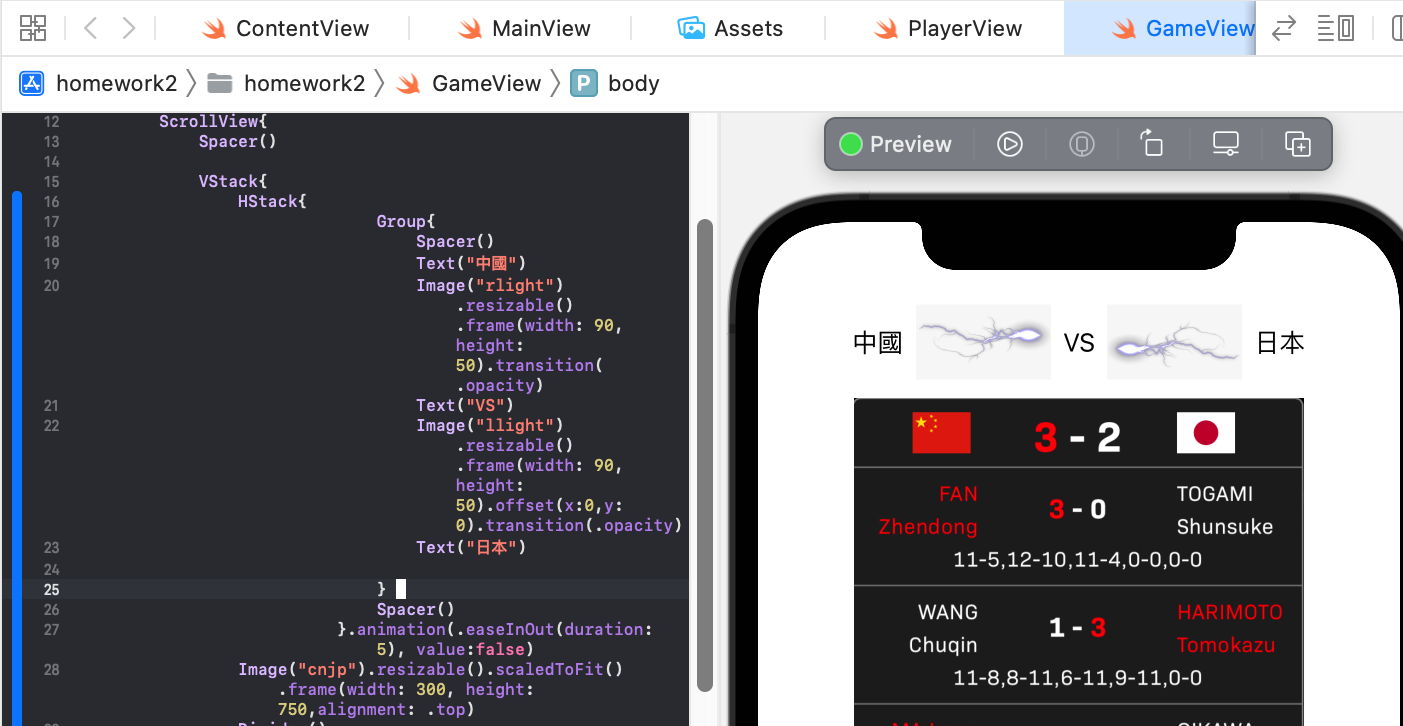 ContentView MainView Assets PlayerView GameView
homework2 homework2 GameView P body
12 ScrollView{
13 Spacer()
14
15 VStack{
16 HStack{
17 Group{
18 Spacer()
19 Text("中國")
20 Image("rlight")
.resizable()
.frame(width: 90,
height:
50).transition(
.opacity)
21 Text("VS")
22 Image("llight")
.resizable()
.frame(width: 90,
height:
50).offset(x:0,y:
0).transition(.opacity)
23 Text("日本")
24
25 }
26 Spacer()
27 }.animation(.easeInOut(duration:
5), value:false)
28 Image("cnjp").resizable().scaledToFit()
.frame(width: 300, height:
750,alignment: .top)
Preview
中國 VS 日本
3 - 2
FAN
Zhendong
3 - 0
TOGAMI
Shunsuke
11-5,12-10,11-4,0-0,0-0
WANG
Chuqin
1 - 3
HARIMOTO
Tomokazu
11-8,8-11,6-11,9-11,0-0